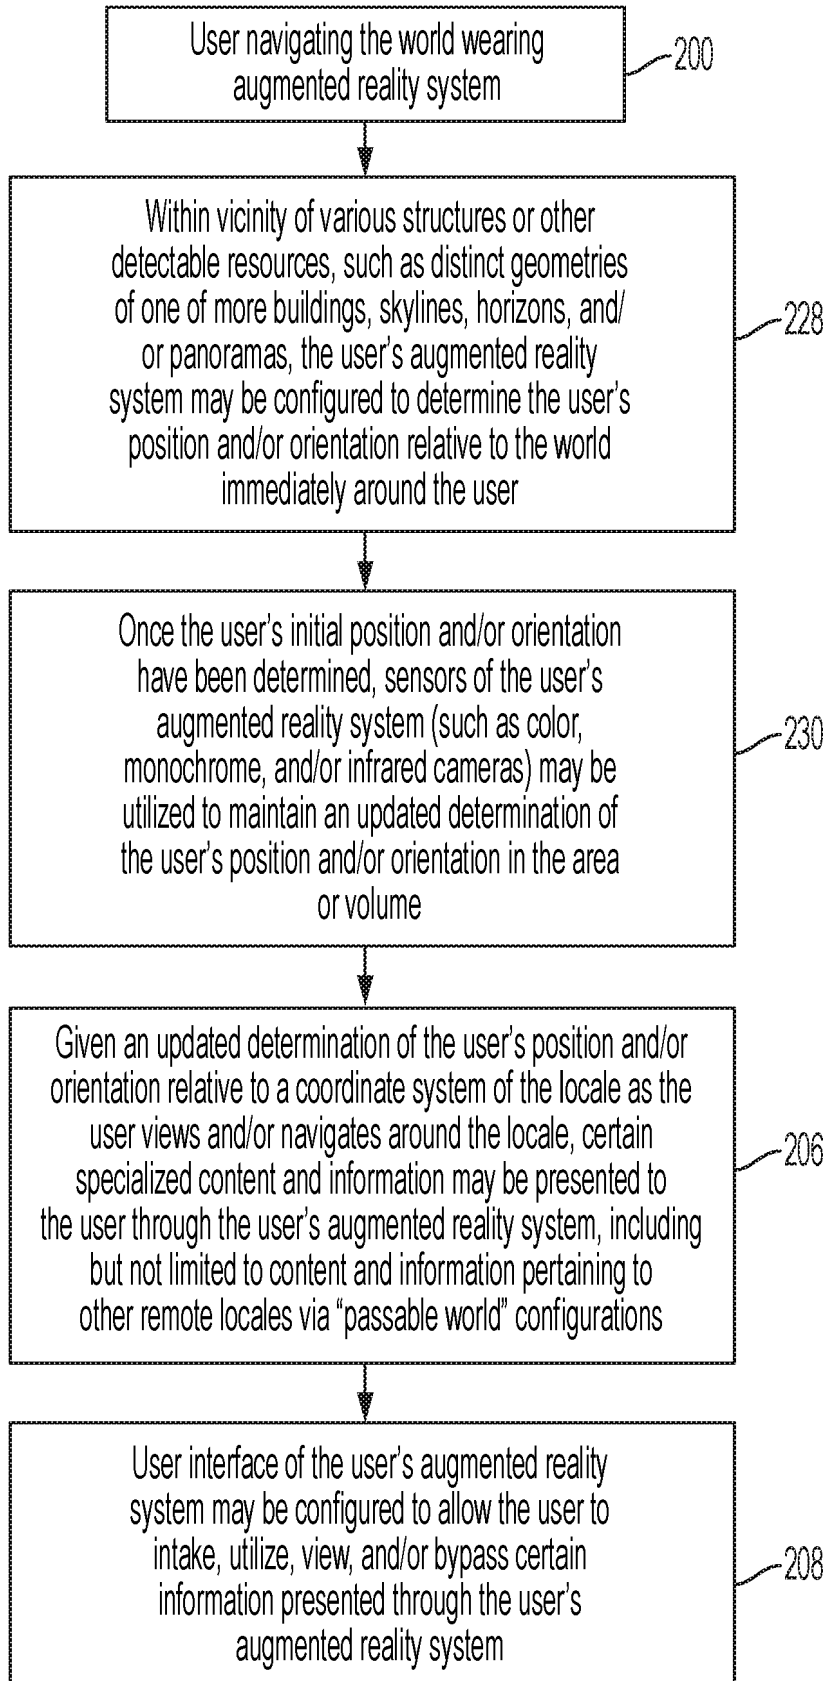 User navigating the world wearing
augmented reality system
200
Within vicinity of various structures or other
detectable resources, such as distinct geometries
of one of more buildings, skylines, horizons, and/
or panoramas, the user's augmented reality
system may be configured to determine the user's
position and/or orientation relative to the world
immediately around the user
228
Once the user's initial position and/or orientation
have been determined, sensors of the user's
augmented reality system (such as color,
monochrome, and/or infrared cameras) may be
utilized to maintain an updated determination of
the user's position and/or orientation in the area
or volume
230
Given an updated determination of the user's position and/or
orientation relative to a coordinate system of the locale as the
user views and/or navigates around the locale, certain
specialized content and information may be presented to
the user through the user's augmented reality system, including
but not limited to content and information pertaining to
other remote locales via “passable world” configurations
206
User interface of the user's augmented reality
system may be configured to allow the user to
intake, utilize, view, and/or bypass certain
information presented through the user's
augmented reality system
208